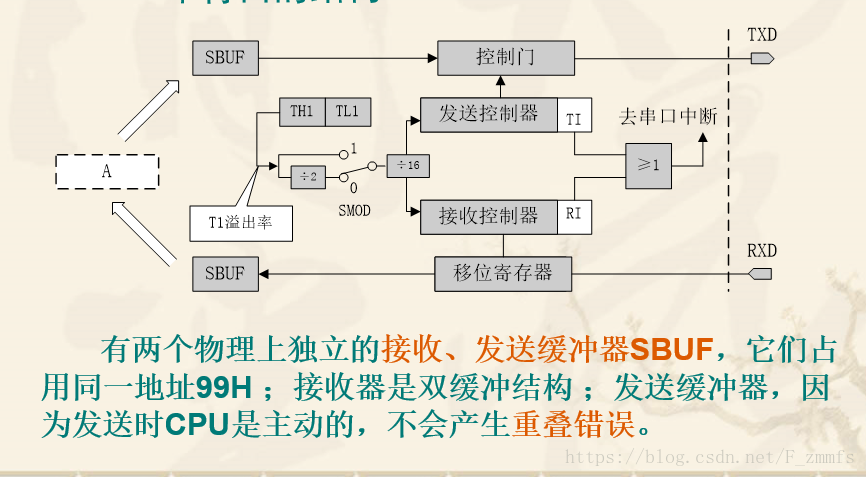 SBUF
控制门
TXD
TH1 TL1
发送控制器 TI
去串口中断
A
1
÷2
÷16
≥1
0
SMOD
T1溢出率
接收控制器 RI
RXD
SBUF
移位寄存器
有两个物理上独立的接收、发送缓冲器SBUF，它们占
用同一地址99H ；接收器是双缓冲结构 ；发送缓冲器，因
为发送时CPU是主动的，不会产生重叠错误。
https://blog.csdn.net/F_zmmfs